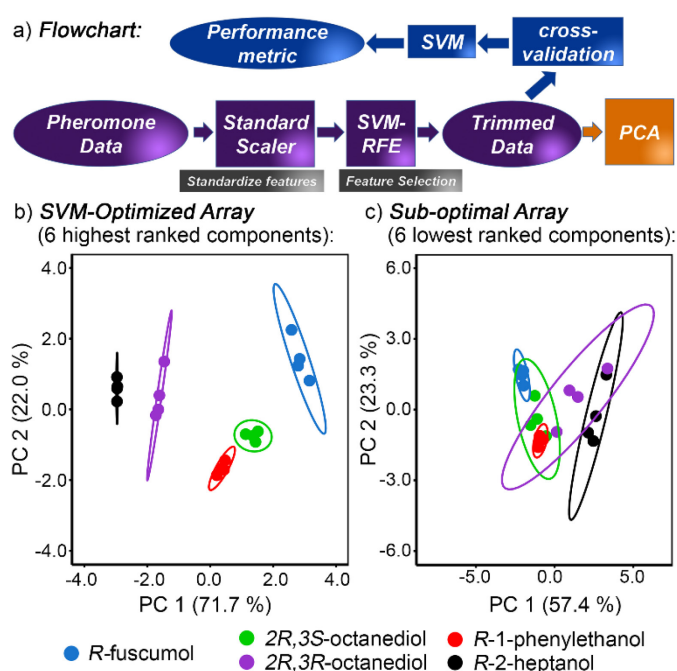 a) Flowchart:
Performance metric
SVM
cross-validation
Pheromone Data
Standard Scaler
SVM-RFE
Trimmed Data
PCA
Standardize features
Feature Selection
b) SVM-Optimized Array
(6 highest ranked components):
c) Sub-optimal Array
(6 lowest ranked components):
PC 2 (22.0 %)
4.0
2.0
0.0
-2.0
-4.0
-4.0 -2.0 0.0 2.0 4.0
PC 1 (71.7 %)
PC 2 (23.3 %)
6.0
3.0
0.0
-3.0
-6.0
-5.0 0.0 5.0
PC 1 (57.4 %)
R-fuscumol
2R,3S-octanediol
2R,3R-octanediol
R-1-phenylethanol
R-2-heptanol